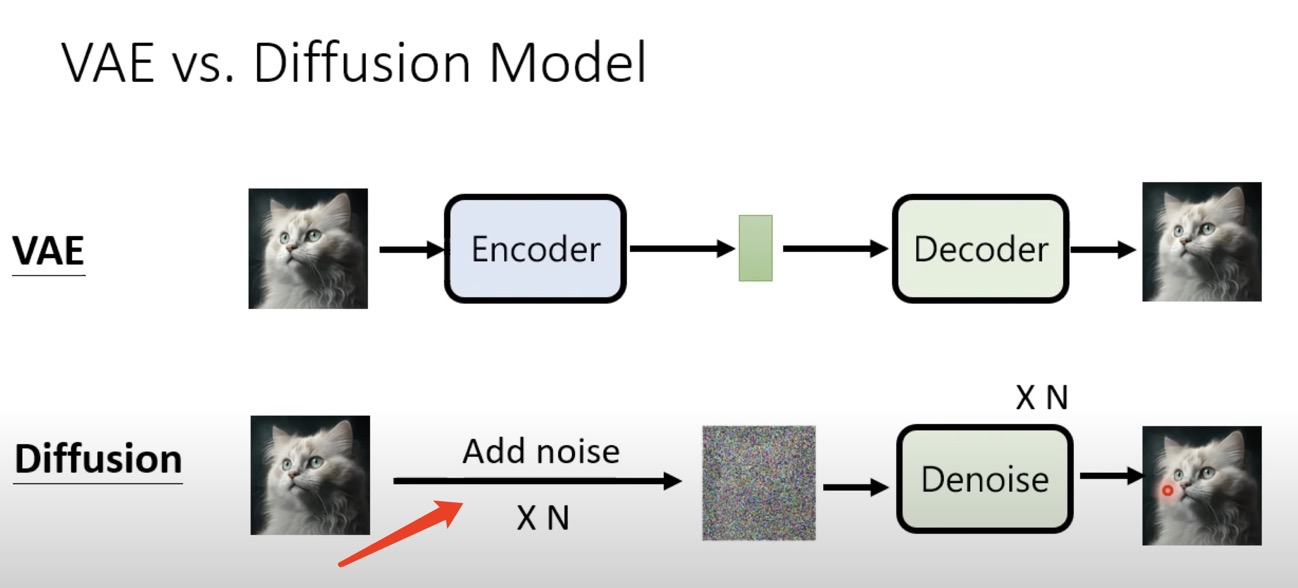 VAE vs. Diffusion Model
VAE
Encoder
Decoder
X N
Diffusion
Add noise
X N
Denoise